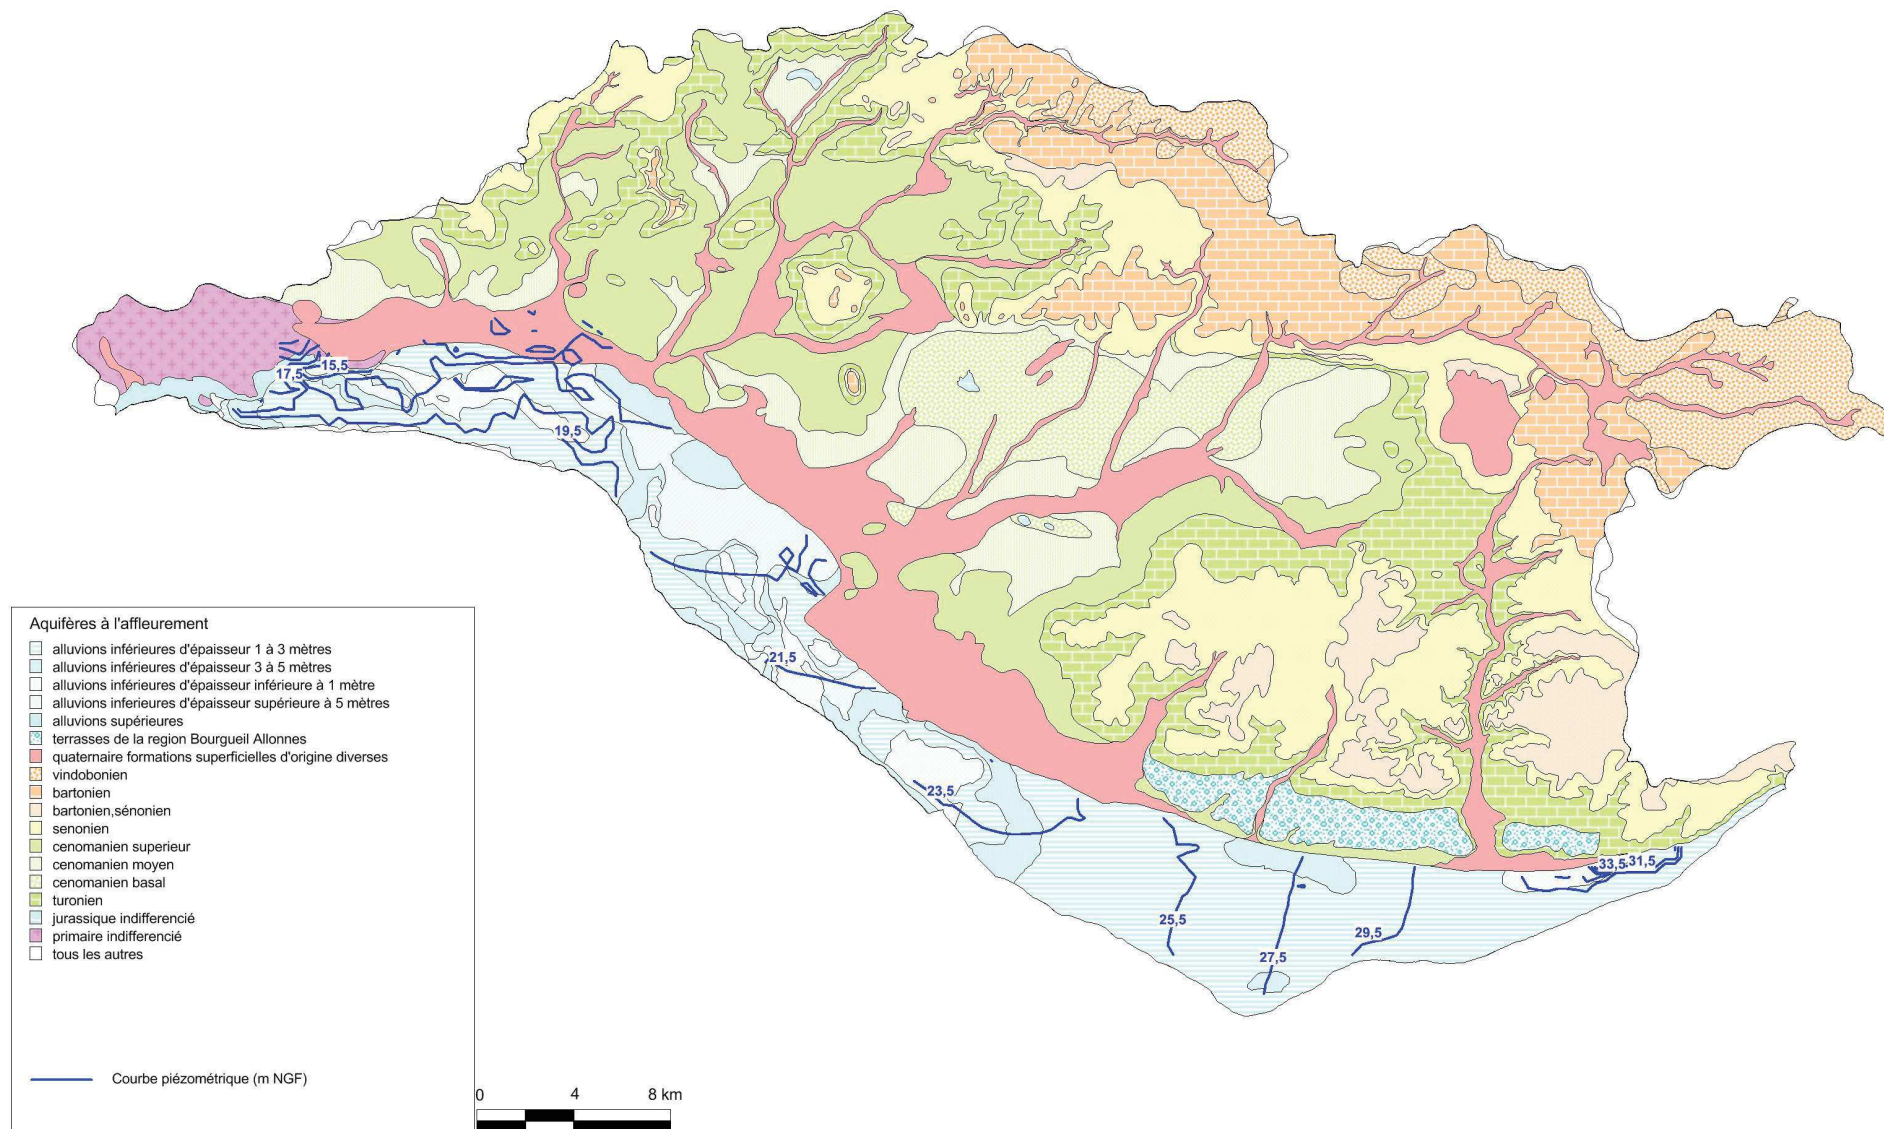 17,5
15,5
19,5
21,5
23,5
25,5
27,5
29,5
33,5
31,5
Aquifères à l'affleurement
alluvions inférieures d'épaisseur 1 à 3 mètres
alluvions inférieures d'épaisseur 3 à 5 mètres
alluvions inférieures d'épaisseur inférieure à 1 mètre
alluvions inferieures d'épaisseur supérieure à 5 mètres
alluvions supérieures
terrasses de la region Bourgueil Allonnes
quaternaire formations superficielles d'origine diverses
vindobonien
bartonien
bartonien,sénonien
senonien
cenomanien superieur
cenomanien moyen
cenomanien basal
turonien
jurassique indifferencié
primaire indifferencié
tous les autres
Courbe piézométrique (m NGF)
0 4 8 km